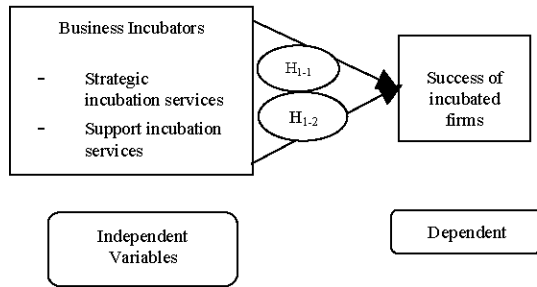 Business Incubators
- Strategic
incubation services
- Support incubation
services
H1-1
H1-2
Success of
incubated
firms
Independent
Variables
Dependent